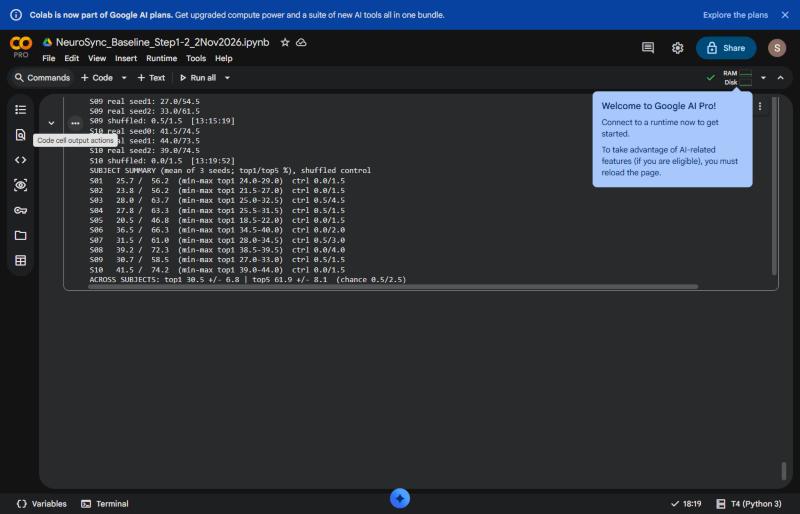 Colab is now part of Google AI plans. Get upgraded compute power and a suite of new AI tools all in one bundle.
Explore the plans
CO
PRO
NeuroSync_Baseline_Step1-2_2Nov2026.ipynb
Share
S
File Edit View Insert Runtime Tools Help
Commands + Code + Text Run all
RAM
Disk
S09 real seed1: 27.0/54.5
S09 real seed2: 33.0/61.5
S09 shuffled: 0.5/1.5 [13:15:19]
S10 real seed0: 41.5/74.5
Code cell output actions
al seed1: 44.0/73.5
S10 real seed2: 39.0/74.5
S10 shuffled: 0.0/1.5 [13:19:52]
SUBJECT SUMMARY (mean of 3 seeds; top1/top5 %), shuffled control
S01 25.7 / 56.2 (min-max top1 24.0-29.0) ctrl 0.0/1.5
S02 23.8 / 56.2 (min-max top1 21.5-27.0) ctrl 0.0/1.5
S03 28.0 / 63.7 (min-max top1 25.0-32.5) ctrl 0.5/4.5
S04 27.8 / 63.3 (min-max top1 25.5-31.5) ctrl 0.5/1.5
S05 20.5 / 46.8 (min-max top1 18.5-22.0) ctrl 0.0/1.5
S06 36.5 / 66.3 (min-max top1 34.5-40.0) ctrl 0.0/2.0
S07 31.5 / 61.0 (min-max top1 28.0-34.5) ctrl 0.5/3.0
S08 39.2 / 72.3 (min-max top1 38.5-39.5) ctrl 0.0/4.0
S09 30.7 / 58.5 (min-max top1 27.0-33.0) ctrl 0.5/1.5
S10 41.5 / 74.2 (min-max top1 39.0-44.0) ctrl 0.0/1.5
ACROSS SUBJECTS: top1 30.5 +/- 6.8 | top5 61.9 +/- 8.1 (chance 0.5/2.5)
Welcome to Google AI Pro!
Connect to a runtime now to get
started.
To take advantage of AI-related
features (if you are eligible), you must
reload the page.
Variables Terminal
18:19
T4 (Python 3)